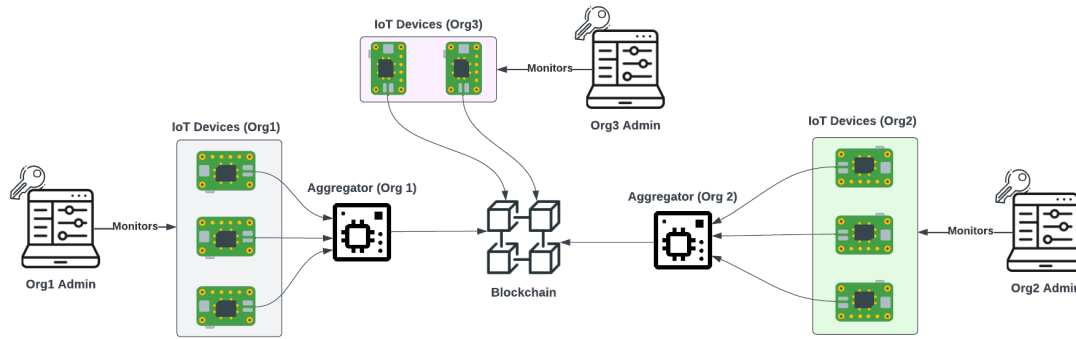 IoT Devices (Org3)
Monitors
Org3 Admin
IoT Devices (Org1)
IoT Devices (Org2)
Aggregator (Org 1)
Aggregator (Org 2)
Monitors
Monitors
Org1 Admin
Blockchain
Org2 Admin